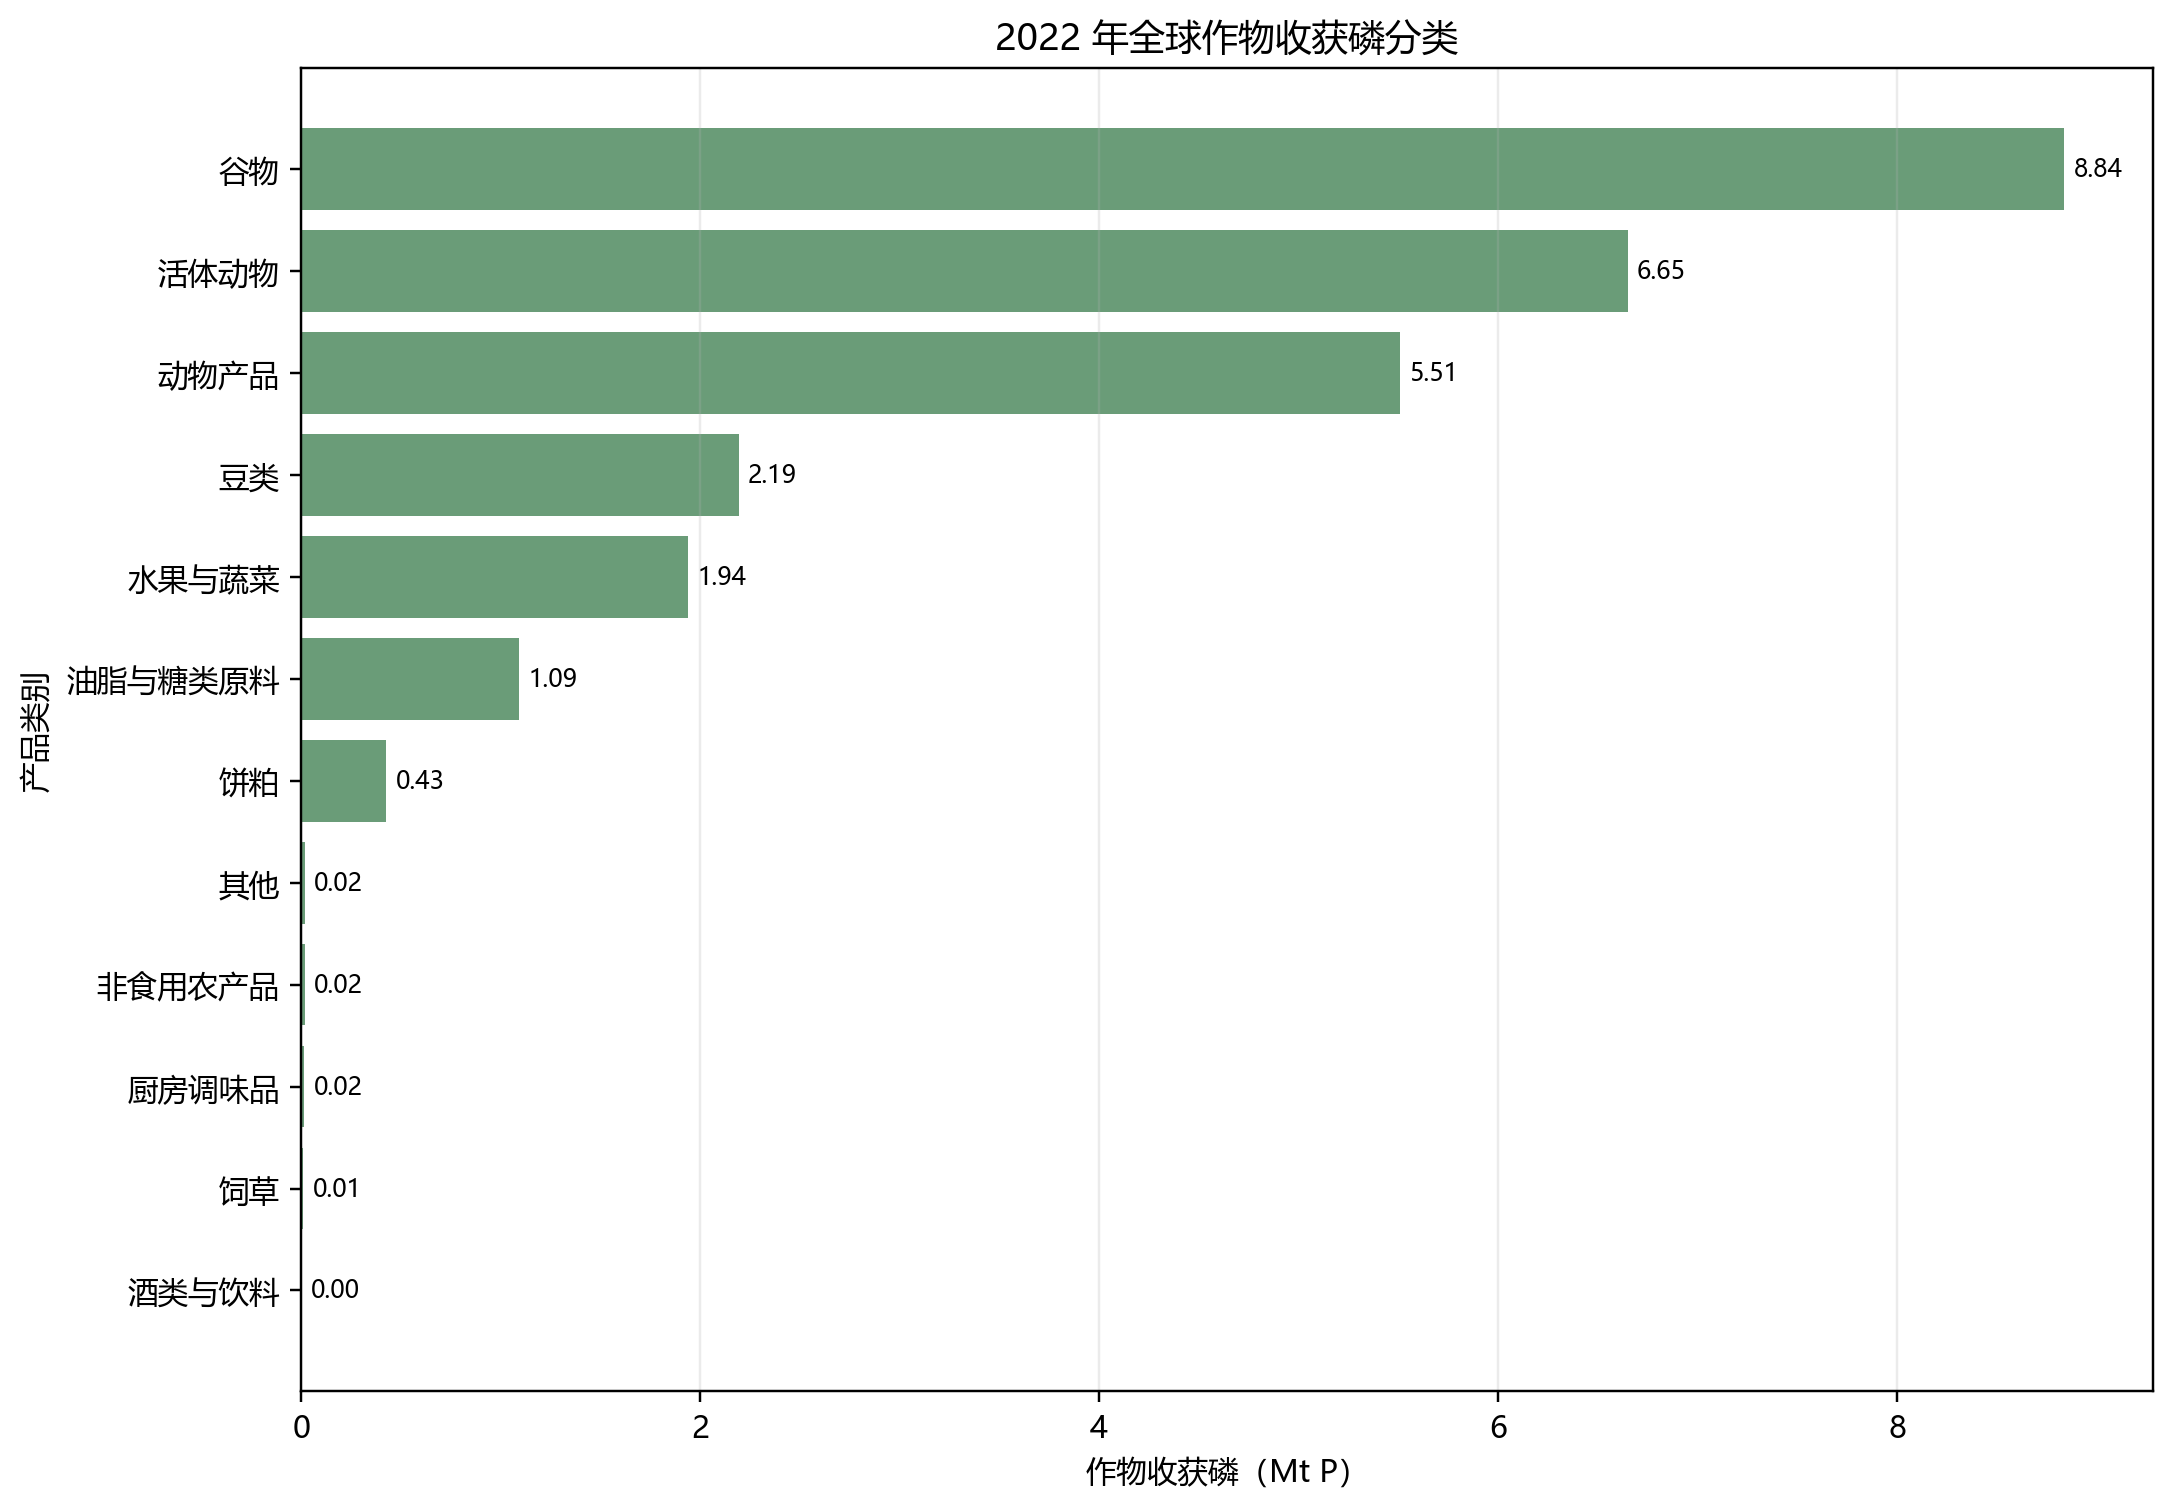 2022 年全球作物收获磷分类
产品类别
谷物 8.84
活体动物 6.65
动物产品 5.51
豆类 2.19
水果与蔬菜 1.94
油脂与糖类原料 1.09
饼粕 0.43
其他 0.02
非食用农产品 0.02
厨房调味品 0.02
饲草 0.01
酒类与饮料 0.00
0 2 4 6 8
作物收获磷（Mt P）